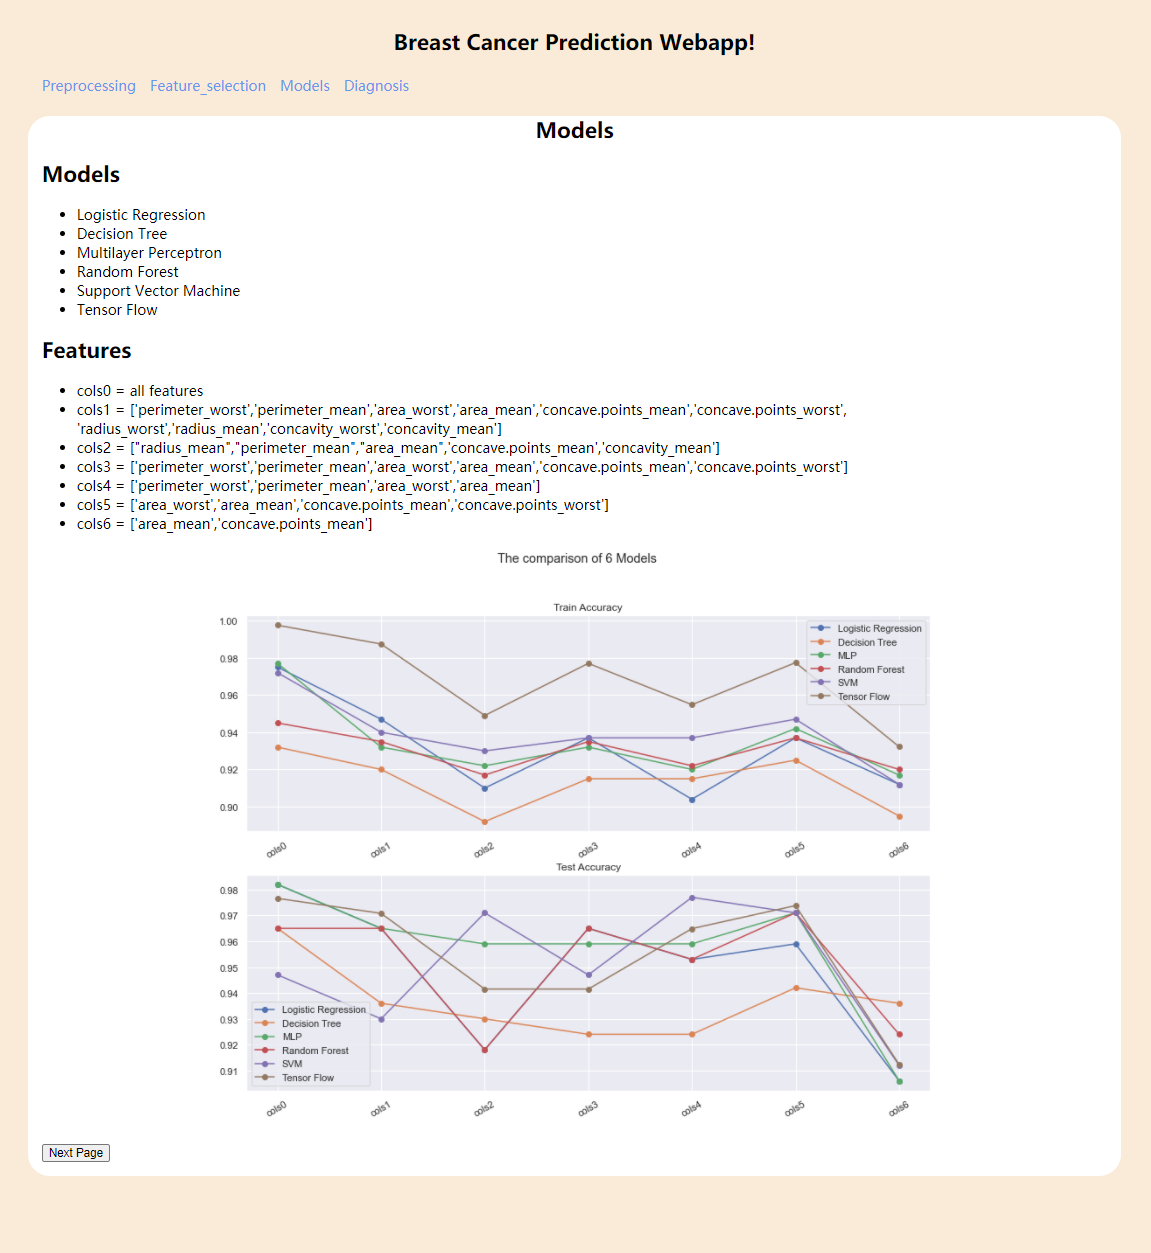 Breast Cancer Prediction Webapp!
Preprocessing Feature_selection Models Diagnosis
Models
Models
Logistic Regression
Decision Tree
Multilayer Perceptron
Random Forest
Support Vector Machine
Tensor Flow
Features
cols0 = all features
cols1 = ['perimeter_worst','perimeter_mean','area_worst','area_mean','concave.points_mean','concave.points_worst',
'radius_worst','radius_mean','concavity_worst','concavity_mean']
cols2 = ["radius_mean","perimeter_mean","area_mean",'concave.points_mean','concavity_mean']
cols3 = ['perimeter_worst','perimeter_mean','area_worst','area_mean','concave.points_mean','concave.points_worst']
cols4 = ['perimeter_worst','perimeter_mean','area_worst','area_mean']
cols5 = ['area_worst','area_mean','concave.points_mean','concave.points_worst']
cols6 = ['area_mean','concave.points_mean']
The comparison of 6 Models
Train Accuracy
1.00
0.98
0.96
0.94
0.92
0.90
Logistic Regression
Decision Tree
MLP
Random Forest
SVM
Tensor Flow
cols0 cols1 cols2 cols3 cols4 cols5 cols6
Test Accuracy
0.98
0.97
0.96
0.95
0.94
0.93
0.92
0.91
Logistic Regression
Decision Tree
MLP
Random Forest
SVM
Tensor Flow
cols0 cols1 cols2 cols3 cols4 cols5 cols6
Next Page